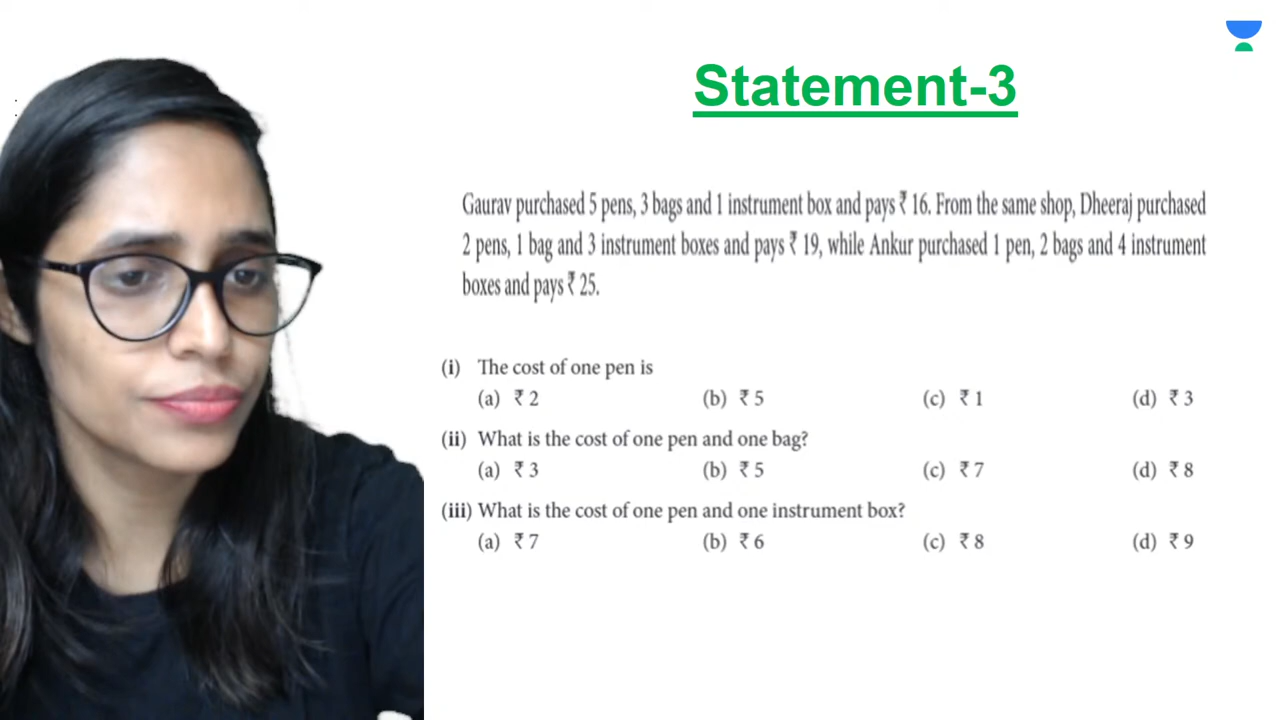 Statement-3
Gaurav purchased 5 pens, 3 bags and 1 instrument box and pays ₹ 16. From the same shop, Dheeraj purchased
2 pens, 1 bag and 3 instrument boxes and pays ₹ 19, while Ankur purchased 1 pen, 2 bags and 4 instrument
boxes and pays ₹ 25.
(i) The cost of one pen is
(a) ₹ 2 (b) ₹ 5 (c) ₹ 1 (d) ₹ 3
(ii) What is the cost of one pen and one bag?
(a) ₹ 3 (b) ₹ 5 (c) ₹ 7 (d) ₹ 8
(iii) What is the cost of one pen and one instrument box?
(a) ₹ 7 (b) ₹ 6 (c) ₹ 8 (d) ₹ 9